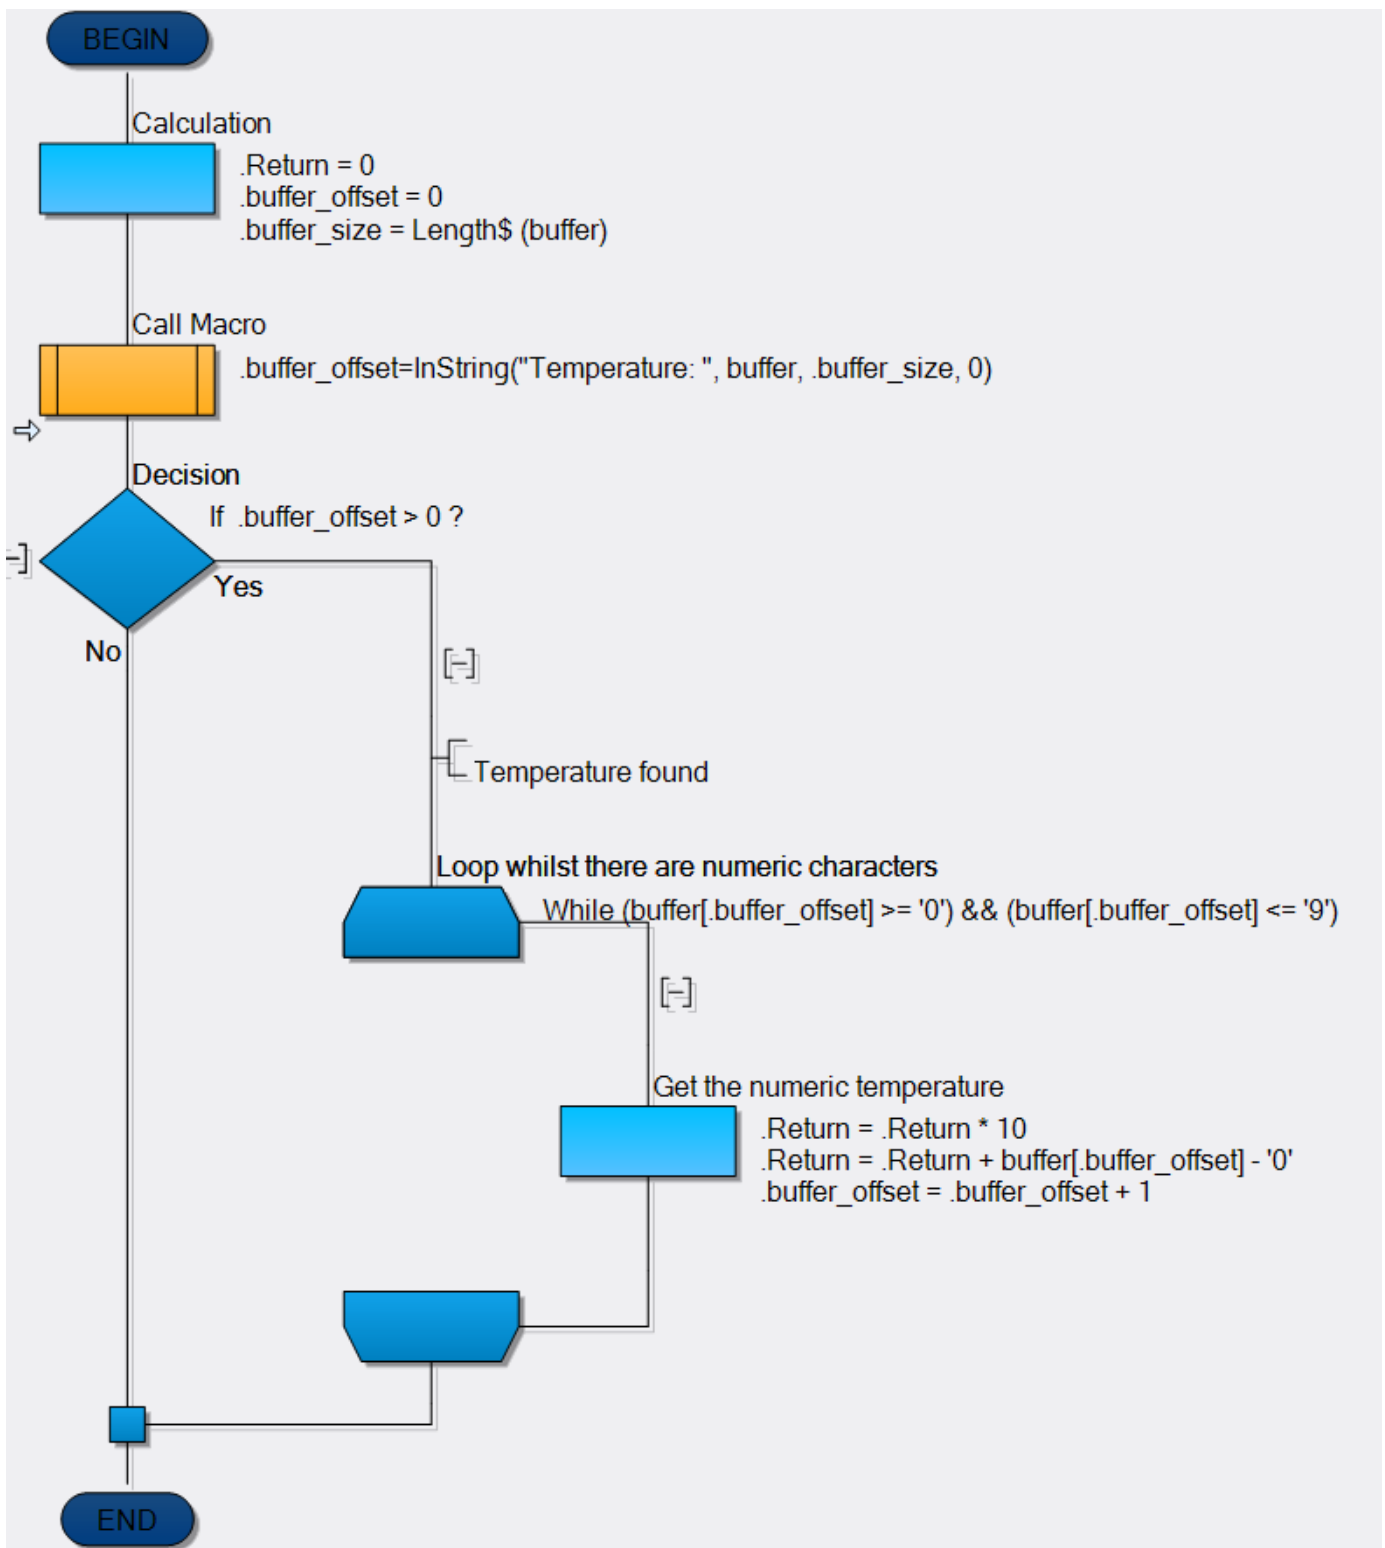 BEGIN
Calculation
.Return = 0
.buffer_offset = 0
.buffer_size = Length$ (buffer)
Call Macro
.buffer_offset=InString("Temperature: ", buffer, .buffer_size, 0)
Decision
If .buffer_offset > 0 ?
Yes
No
Temperature found
Loop whilst there are numeric characters
While (buffer[.buffer_offset] >= '0') && (buffer[.buffer_offset] <= '9')
Get the numeric temperature
.Return = .Return * 10
.Return = .Return + buffer[.buffer_offset] - '0'
.buffer_offset = .buffer_offset + 1
END